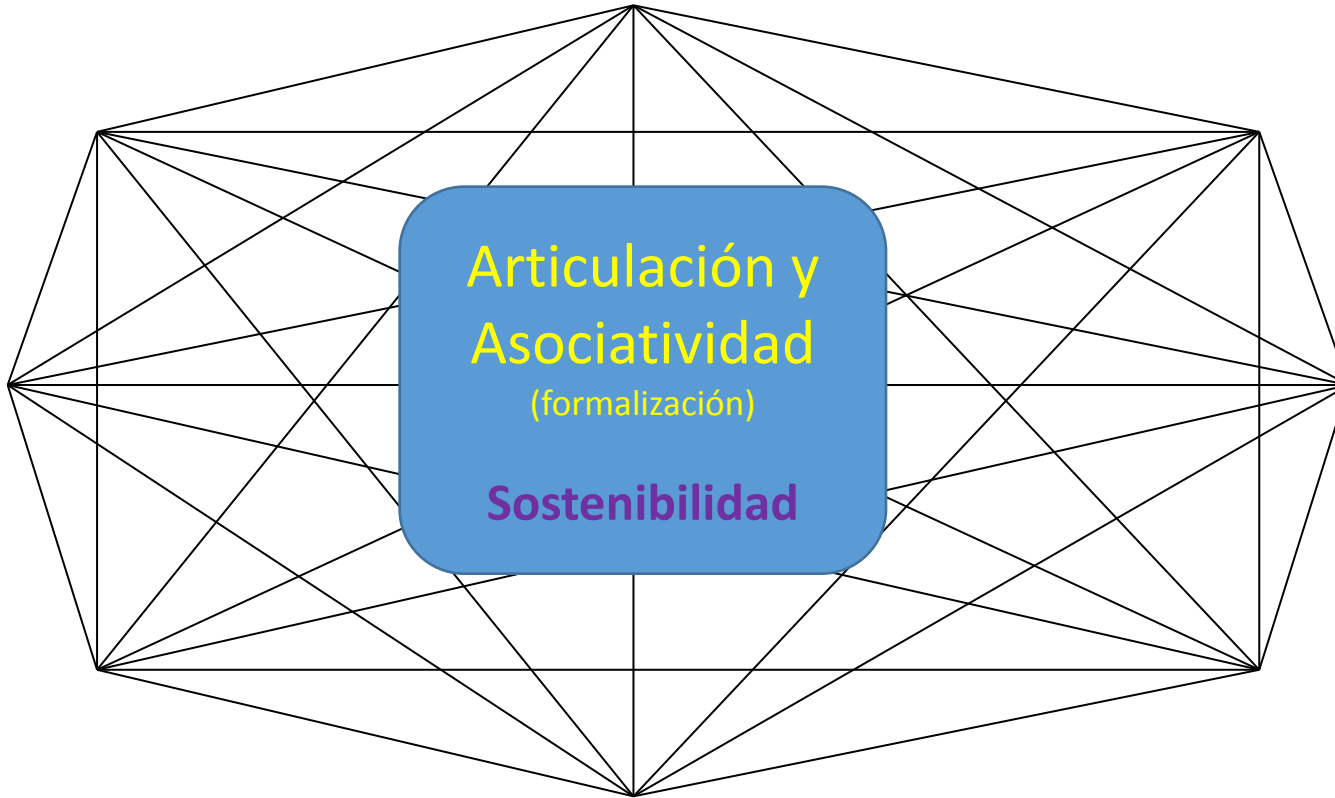 Articulación y
Asociatividad
(formalización)
Sostenibilidad